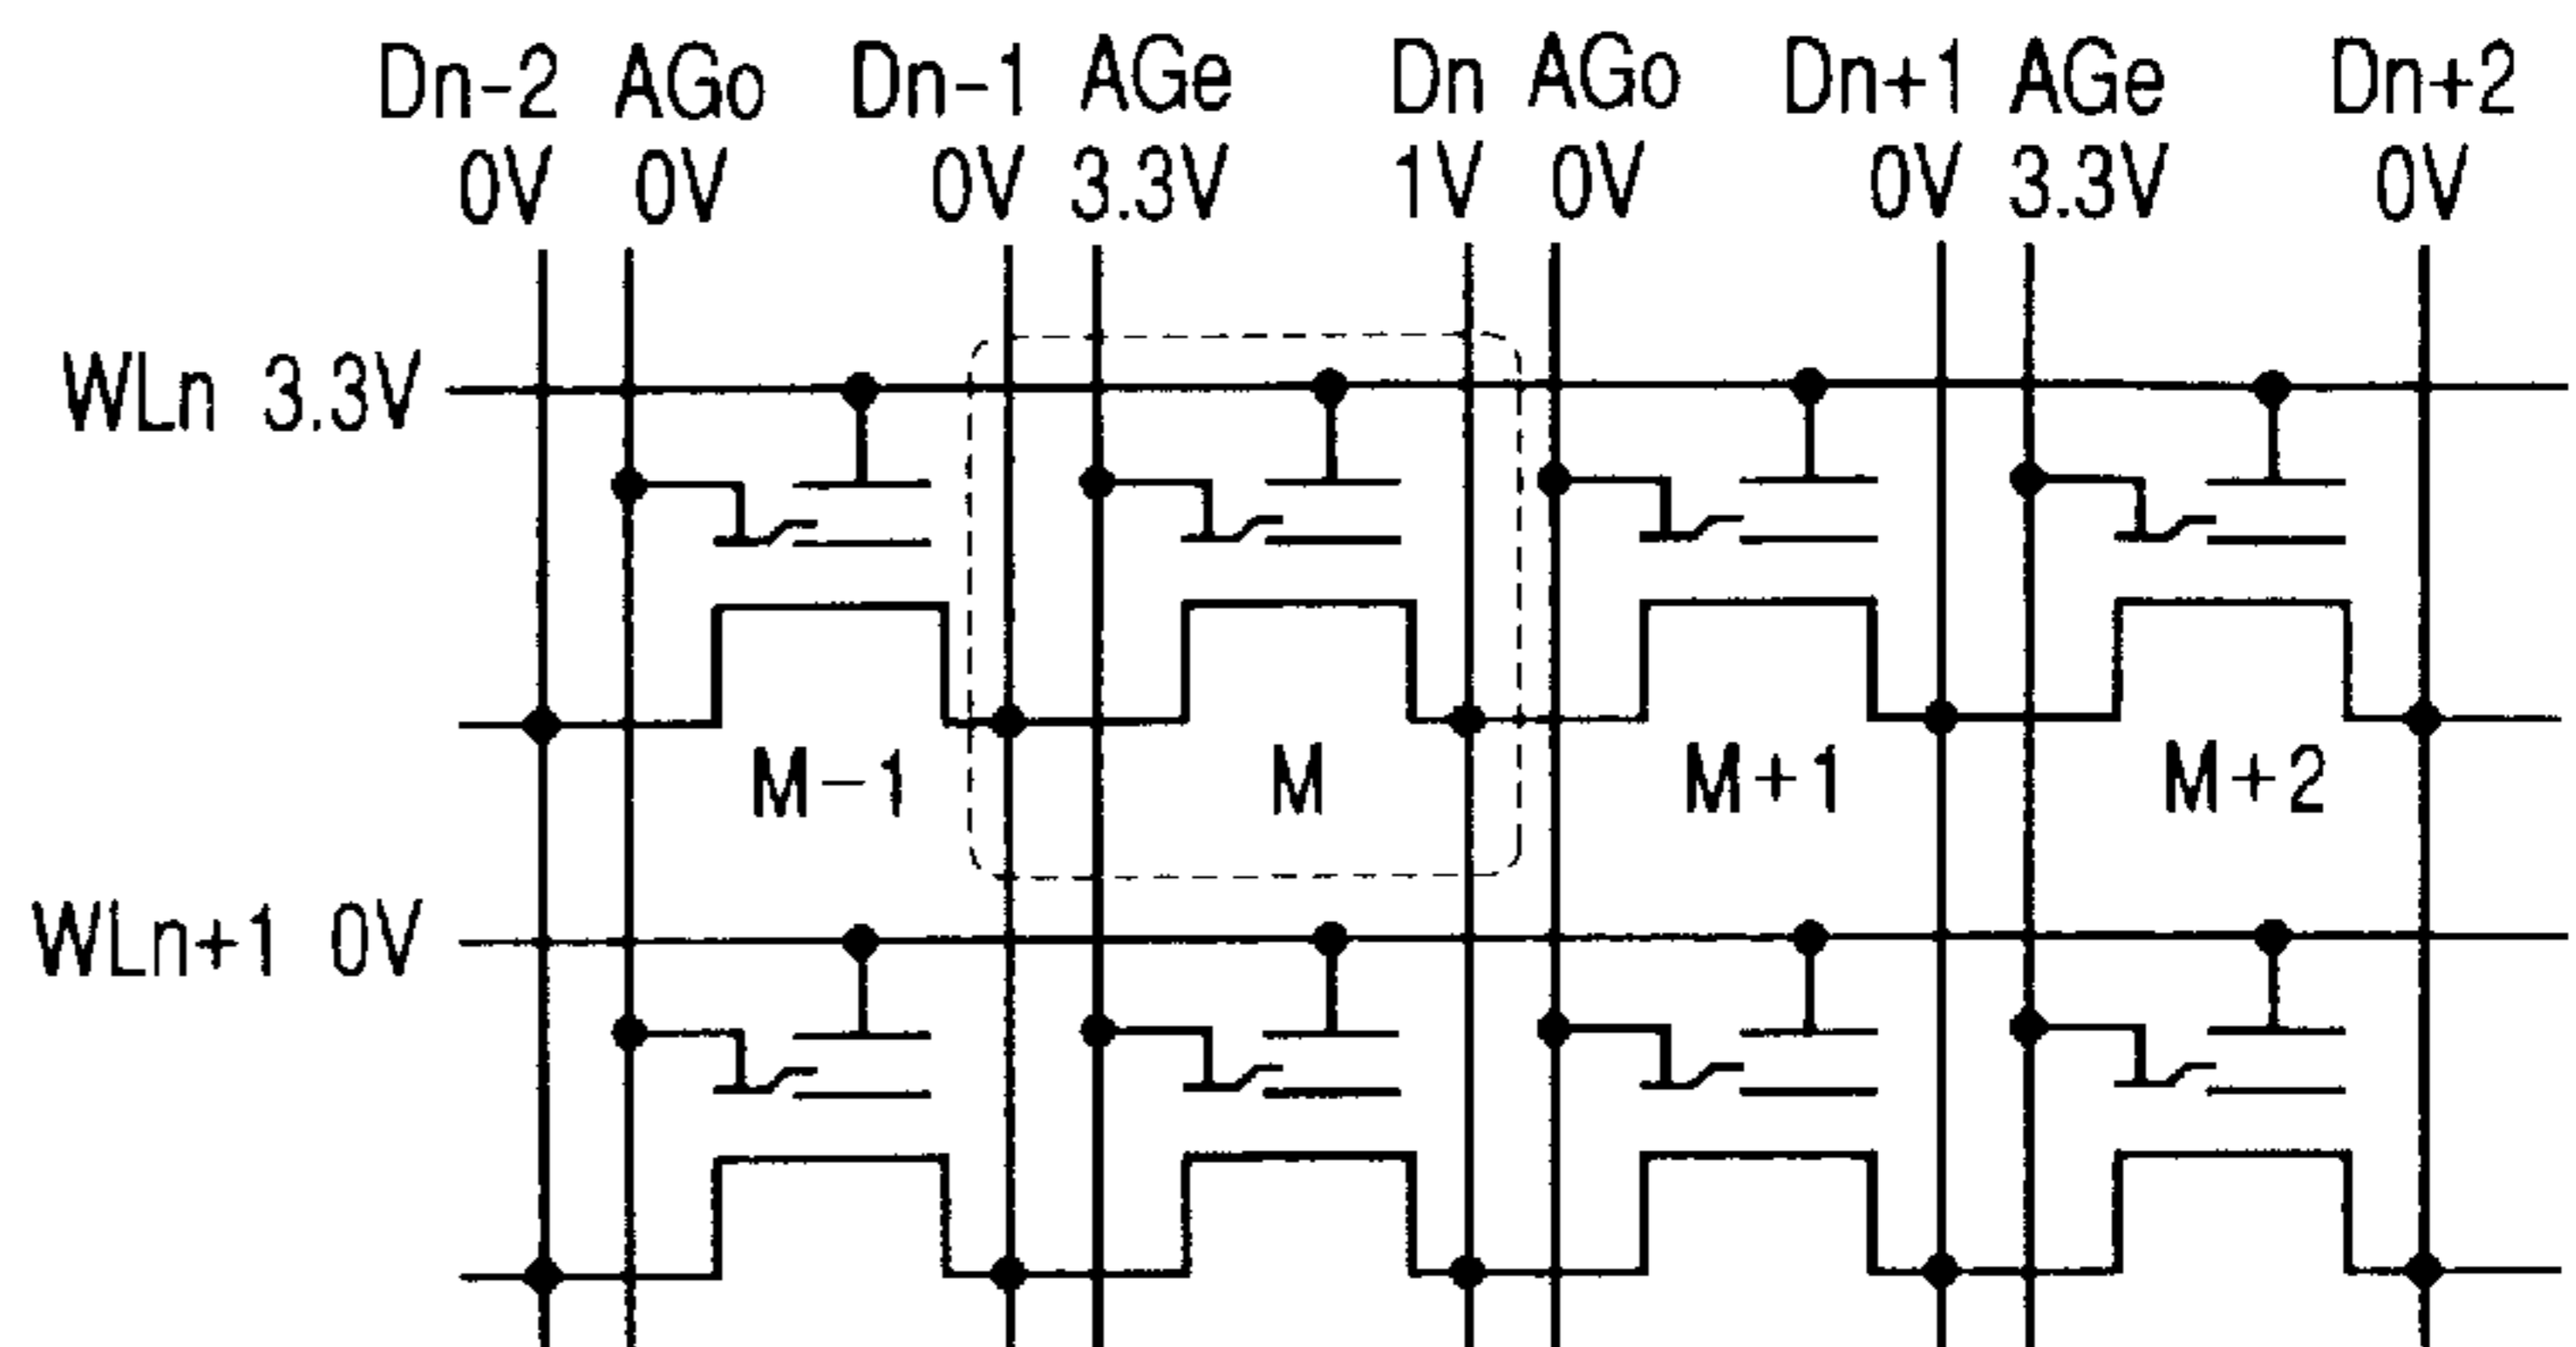 Dn-2 AGo Dn-1 AGe Dn AGo Dn+1 AGe Dn+2
0V 0V 0V 3.3V 1V 0V 0V 3.3V 0V
WLn 3.3V
M-1 M M+1 M+2
WLn+1 0V